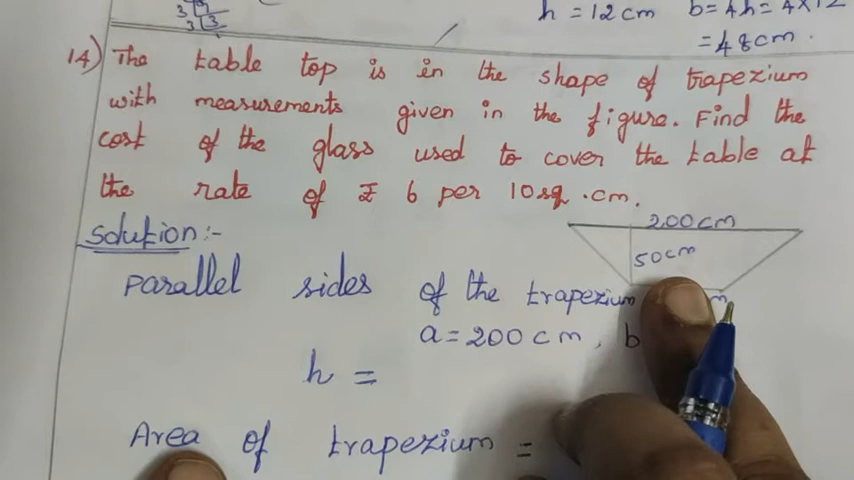 h = 12 cm b = 4h = 4 × 12
= 48 cm.
14) The table top is in the shape of trapezium
with measurements given in the figure. Find the
cost of the glass used to cover the table at
the rate of ₹ 6 per 10 sq.cm.
Solution:-
200 cm
50 cm
Parallel sides of the trapezium
a = 200 cm, b
h =
Area of trapezium =